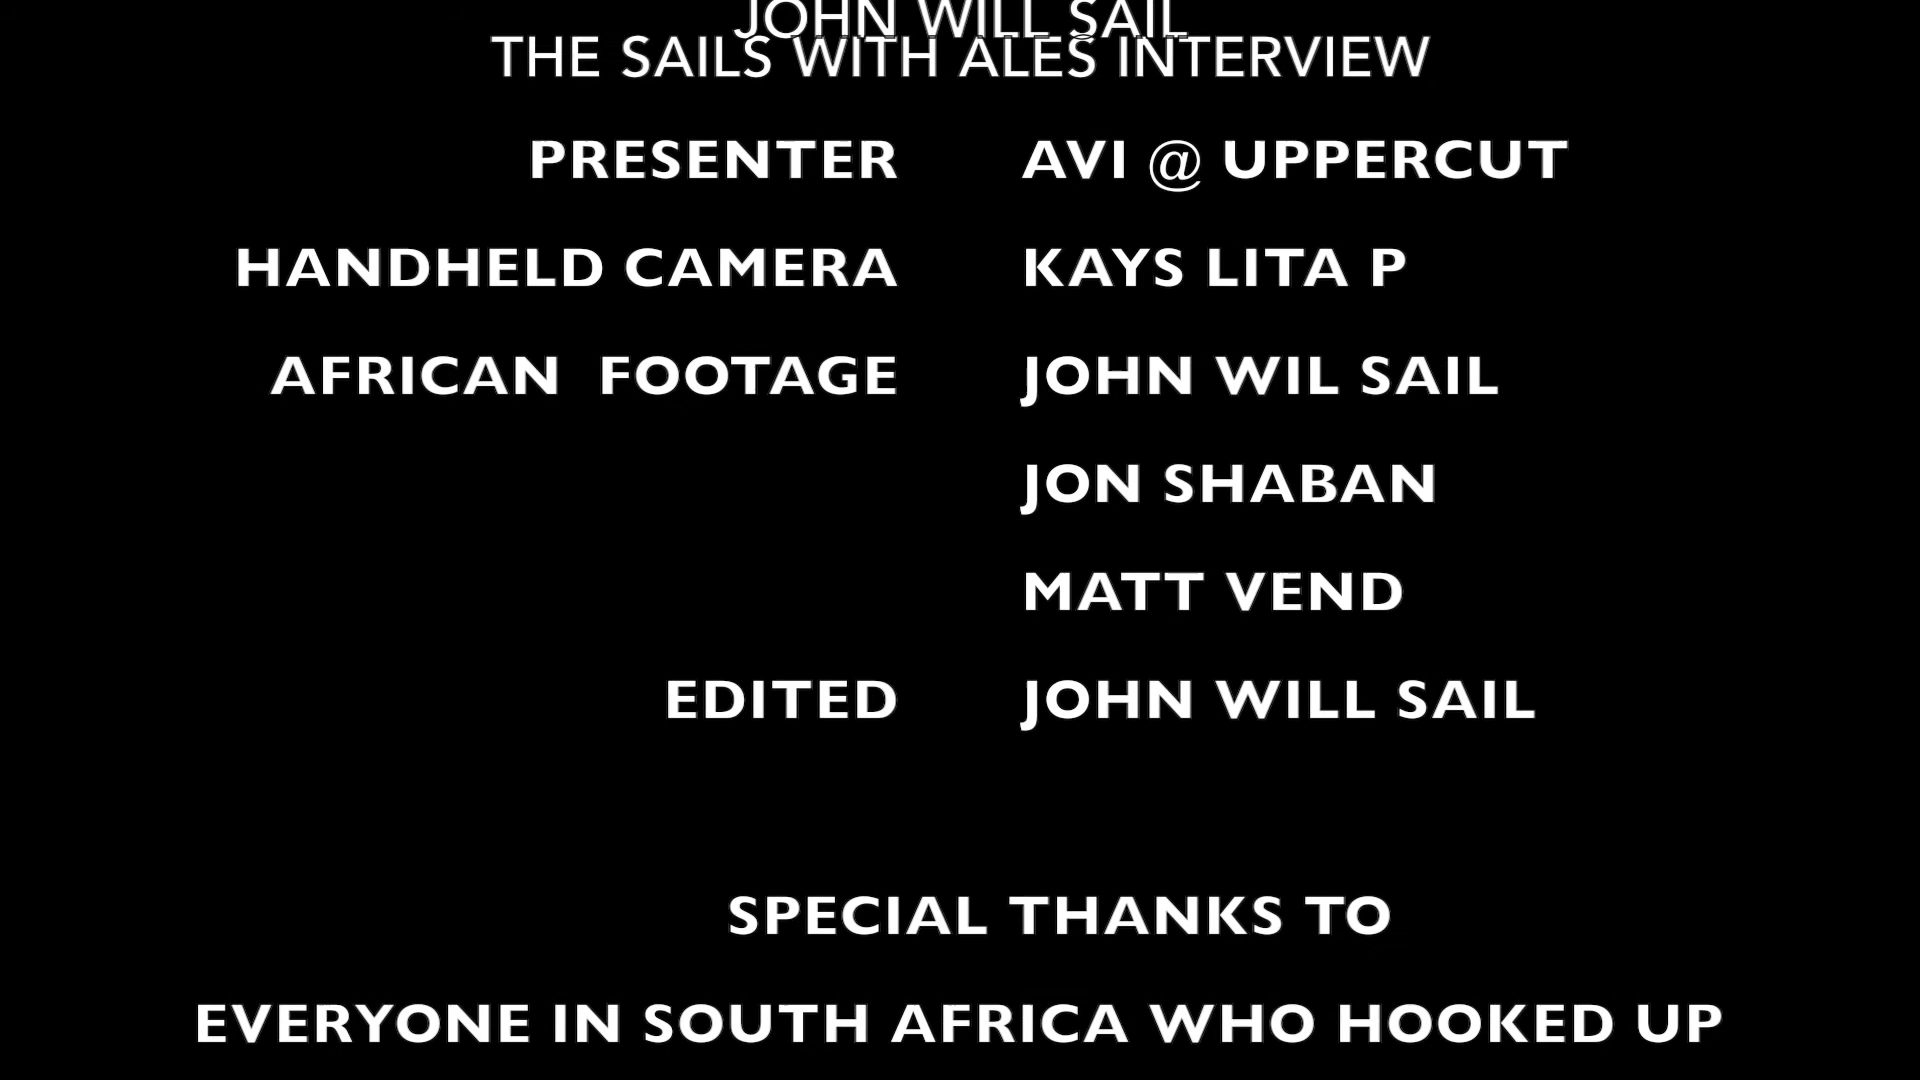 JOHN WILL SAIL
THE SAILS WITH ALES INTERVIEW
PRESENTER AVI @ UPPERCUT
HANDHELD CAMERA KAYS LITA P
AFRICAN FOOTAGE JOHN WIL SAIL
JON SHABAN
MATT VEND
EDITED JOHN WILL SAIL
SPECIAL THANKS TO
EVERYONE IN SOUTH AFRICA WHO HOOKED UP